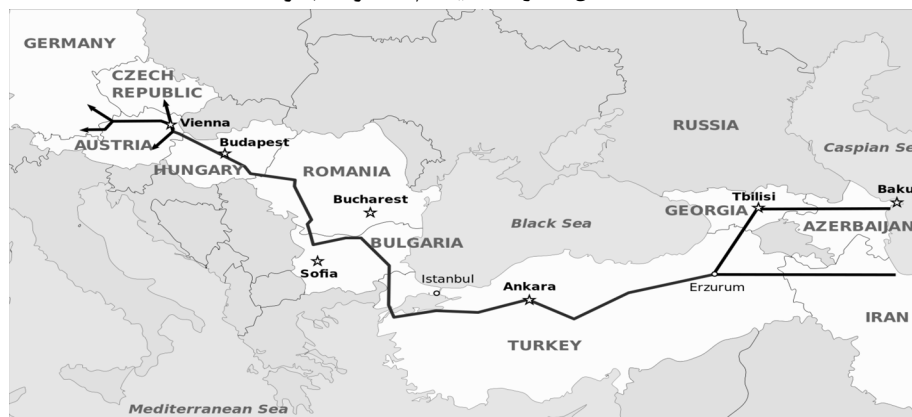 GERMANY
CZECH
REPUBLIC
Vienna
AUSTRIA
Budapest
HUNGARY
ROMANIA
Bucharest
BULGARIA
Sofia
Istanbul
Ankara
TURKEY
Black Sea
RUSSIA
Caspian Se
Tbilisi
GEORGIA
Baku
AZERBAIJAN
Erzurum
IRAN
Mediterranean Sea